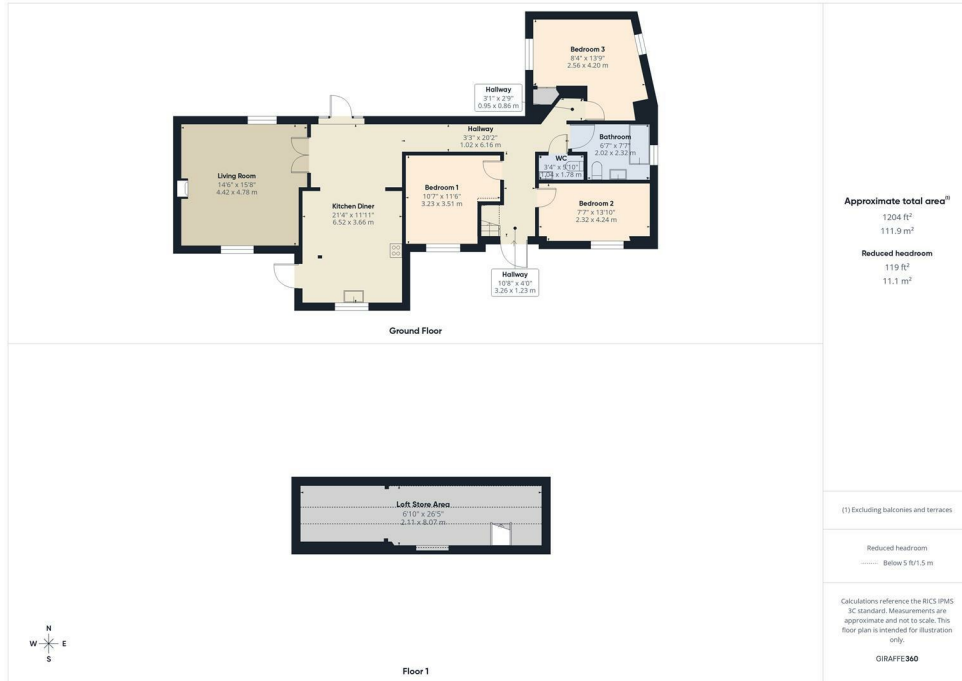 Bedroom 3
8'4" x 13'9"
2.56 x 4.20 m
Hallway
3'1" x 2'9"
0.95 x 0.86 m
Hallway
3'3" x 20'2"
1.02 x 6.16 m
Bathroom
6'7" x 7'7"
2.02 x 2.32 m
WC
3'4" x 5'10"
1.04 x 1.78 m
Living Room
14'6" x 15'8"
4.42 x 4.78 m
Bedroom 1
10'7" x 11'6"
3.23 x 3.51 m
Kitchen Diner
21'4" x 11'11"
6.52 x 3.66 m
Bedroom 2
7'7" x 13'10"
2.32 x 4.24 m
Hallway
10'8" x 4'0"
3.26 x 1.23 m
Ground Floor
Loft Store Area
6'10" x 26'5"
2.11 x 8.07 m
N
W E
S
Floor 1
Approximate total area(1)
1204 ft²
111.9 m²
Reduced headroom
119 ft²
11.1 m²
(1) Excluding balconies and terraces
Reduced headroom
Below 5 ft/1.5 m
Calculations reference the RICS IPMS
3C standard. Measurements are
approximate and not to scale. This
floor plan is intended for illustration
only.
GIRAFFE360